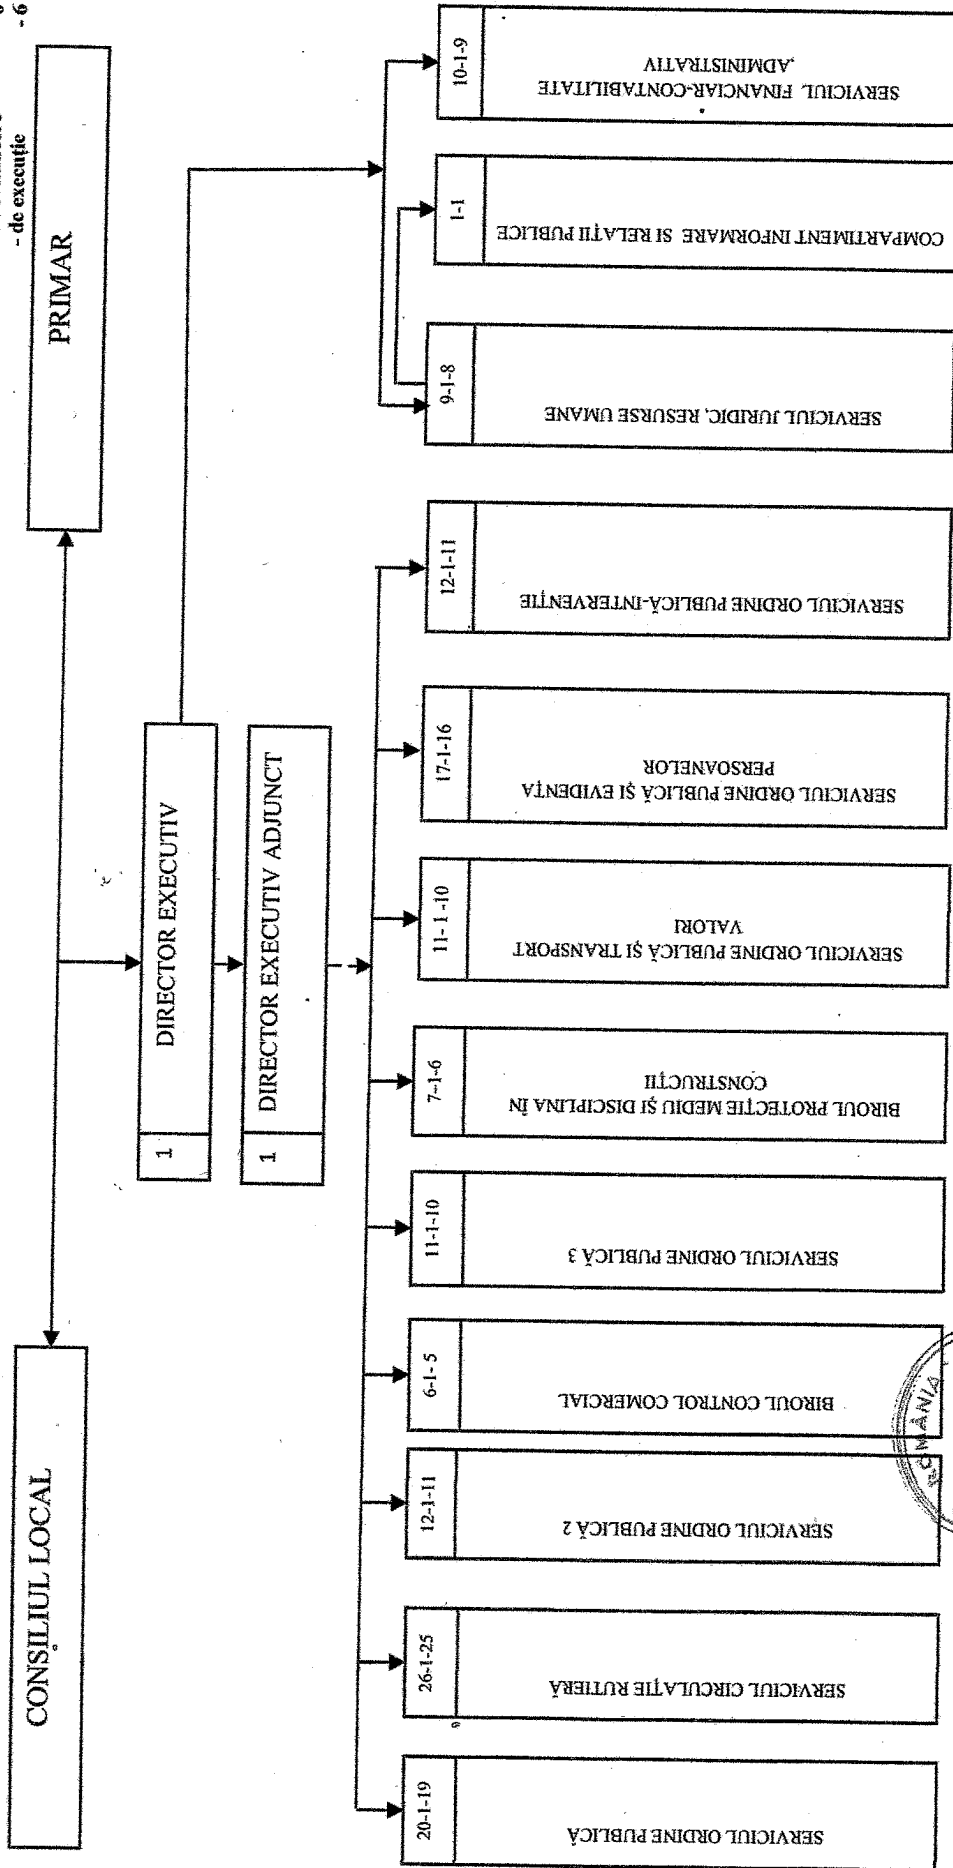 - de execuție
- 6
CONSILIUL LOCAL
PRIMAR
1
DIRECTOR EXECUTIV
1
DIRECTOR EXECUTIV ADJUNCT
20-1-19
SERVICIUL ORDINE PUBLICĂ
26-1-25
SERVICIUL CIRCULAȚIE RUTIERĂ
12-1-11
SERVICIUL ORDINE PUBLICĂ 2
6-1- 5
BIROUL CONTROL COMERCIAL
11-1-10
SERVICIUL ORDINE PUBLICĂ 3
7-1-6
BIROUL PROTECȚIE MEDIU ȘI DISCIPLINA ÎN
CONSTRUCȚII
11- 1 -10
SERVICIUL ORDINE PUBLICĂ ȘI TRANSPORT
VALORI
17-1-16
SERVICIUL ORDINE PUBLICĂ ȘI EVIDENȚA
PERSOANELOR
12-1-11
SERVICIUL ORDINE PUBLICĂ-INTERVENȚIE
9-1-8
SERVICIUL JURIDIC, RESURSE UMANE
1-1
COMPARTIMENT INFORMARE SI RELAȚII PUBLICE
10-1-9
SERVICIUL FINANCIAR-CONTABILITATE
,ADMINISTRATIV
ROMÂNIA